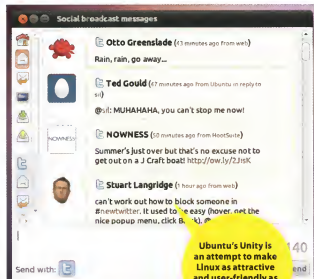 Social broadcast messages
Otto Greenslade (43 minutes ago from web)
Rain, rain, go away...
Ted Gould (47 minutes ago from Ubuntu in reply to
sil)
@sil: MUHAHAHA, you can't stop me now!
NOWNESS
NOWNESS (50 minutes ago from HootSuite)
Summer's just over but that's no excuse not to
get out on a J Craft boat! http://ow.ly/2JIsK
Stuart Langridge (1 hour ago from web)
can't work out how to block someone in
#newtwitter. It used to be easy (hover, get the
nice popup menu, click Block).
Ubuntu's Unity is
an attempt to make
Linux as attractive
and user-friendly as
140
Send with: